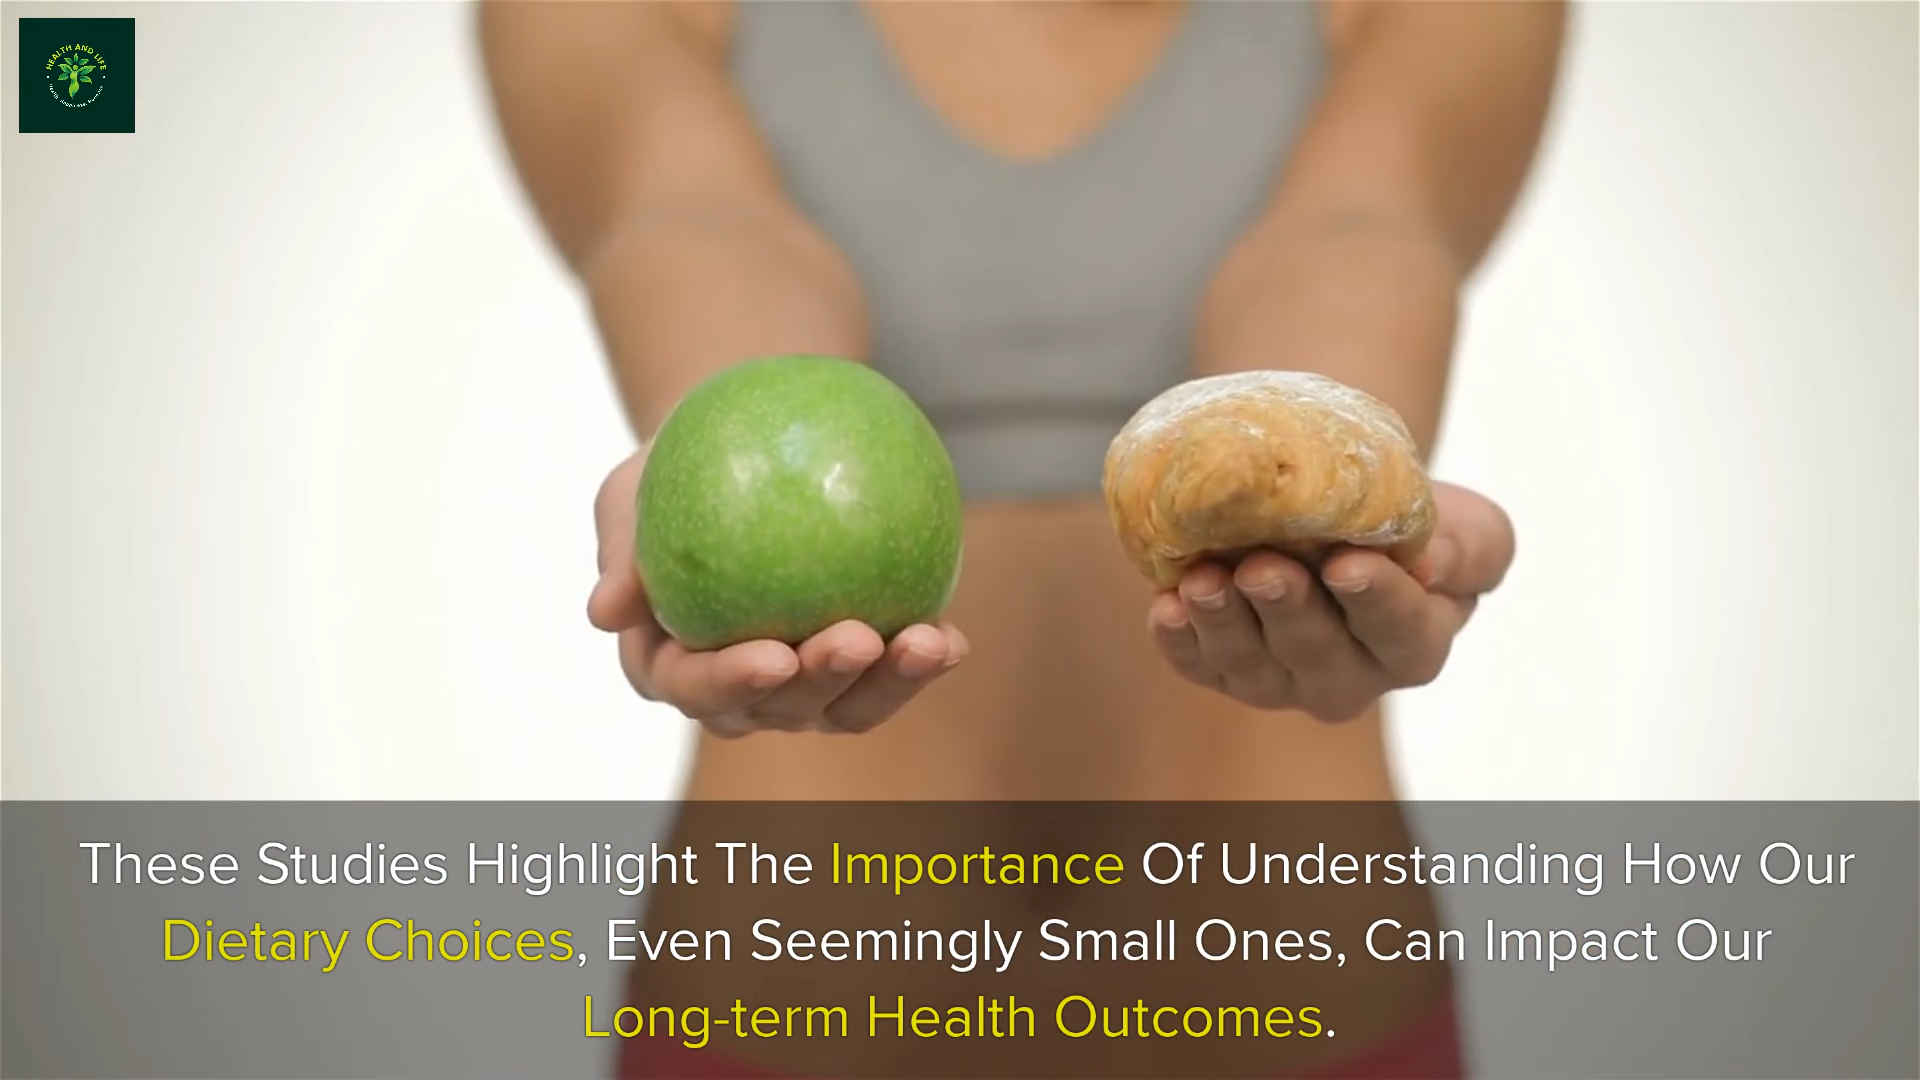 HEALTH AND LIFE
These Studies Highlight The Importance Of Understanding How Our
Dietary Choices, Even Seemingly Small Ones, Can Impact Our
Long-term Health Outcomes.